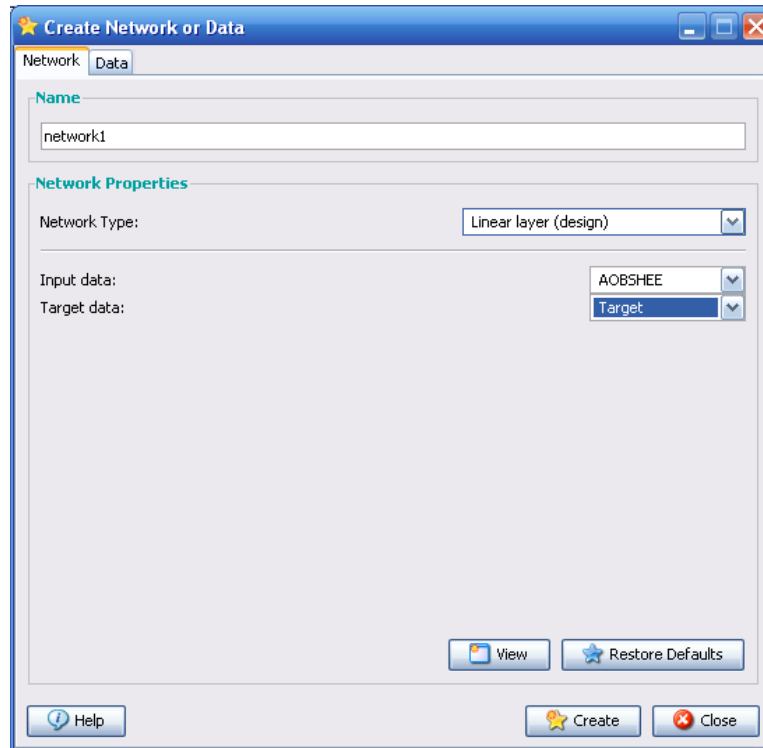 Create Network or Data
Network Data
Name
network1
Network Properties
Network Type: Linear layer (design)
Input data: AOBSHEE
Target data: Target
View Restore Defaults
Help Create Close